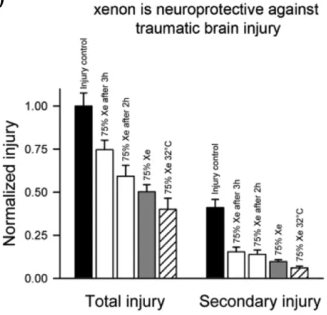 )
xenon is neuroprotective against
traumatic brain injury
Normalized injury
1.00
0.75
0.50
0.25
0.00
Injury control
75% Xe after 3h
75% Xe after 2h
75% Xe
75% Xe 32°C
Injury control
75% Xe after 3h
75% Xe after 2h
75% Xe
75% Xe 32°C
Total injury
Secondary injury